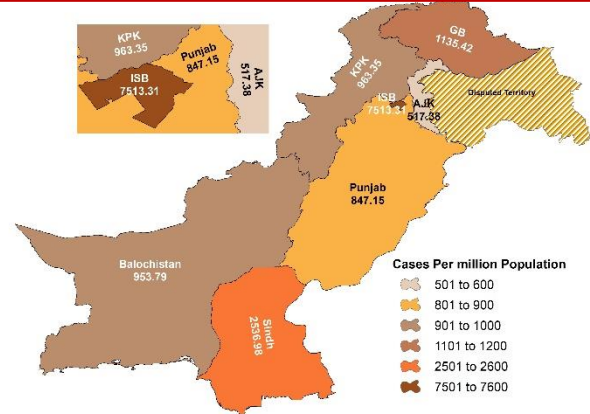 KPK
963.35
Punjab
847.15
ISB
7513.31
AJK
517.38
GB
1135.42
KPK
963.35
ISB
7513.31
AJK
517.38
Disputed Territory
Punjab
847.15
Balochistan
953.79
Sindh
2536.98
Cases Per million Population
501 to 600
801 to 900
901 to 1000
1101 to 1200
2501 to 2600
7501 to 7600